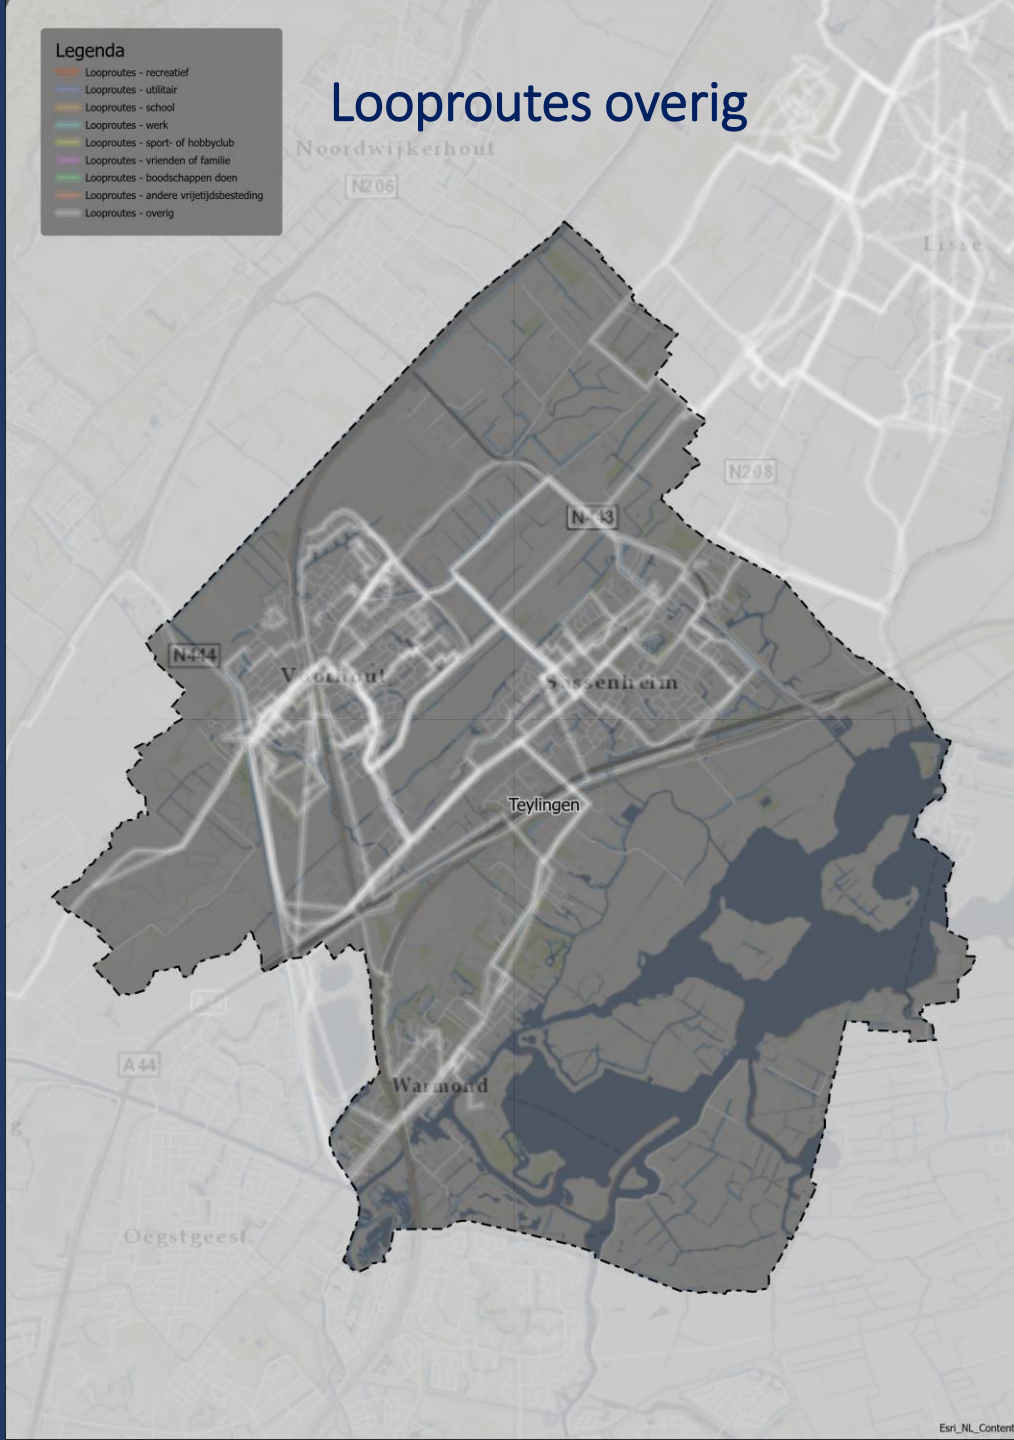 Legenda
Looproutes - recreatief
Looproutes - utilitair
Looproutes - school
Looproutes - werk
Looproutes - sport- of hobbyclub
Looproutes - vrienden of familie
Looproutes - boodschappen doen
Looproutes - andere vrijetijdsbesteding
Looproutes - overig
Looproutes overig
Noordwijkerhout
N206
Lisse
N208
N443
N444
Voorhout
Sassenheim
Teylingen
A44
Warmond
Oegstgeest
Esri_NL_Content